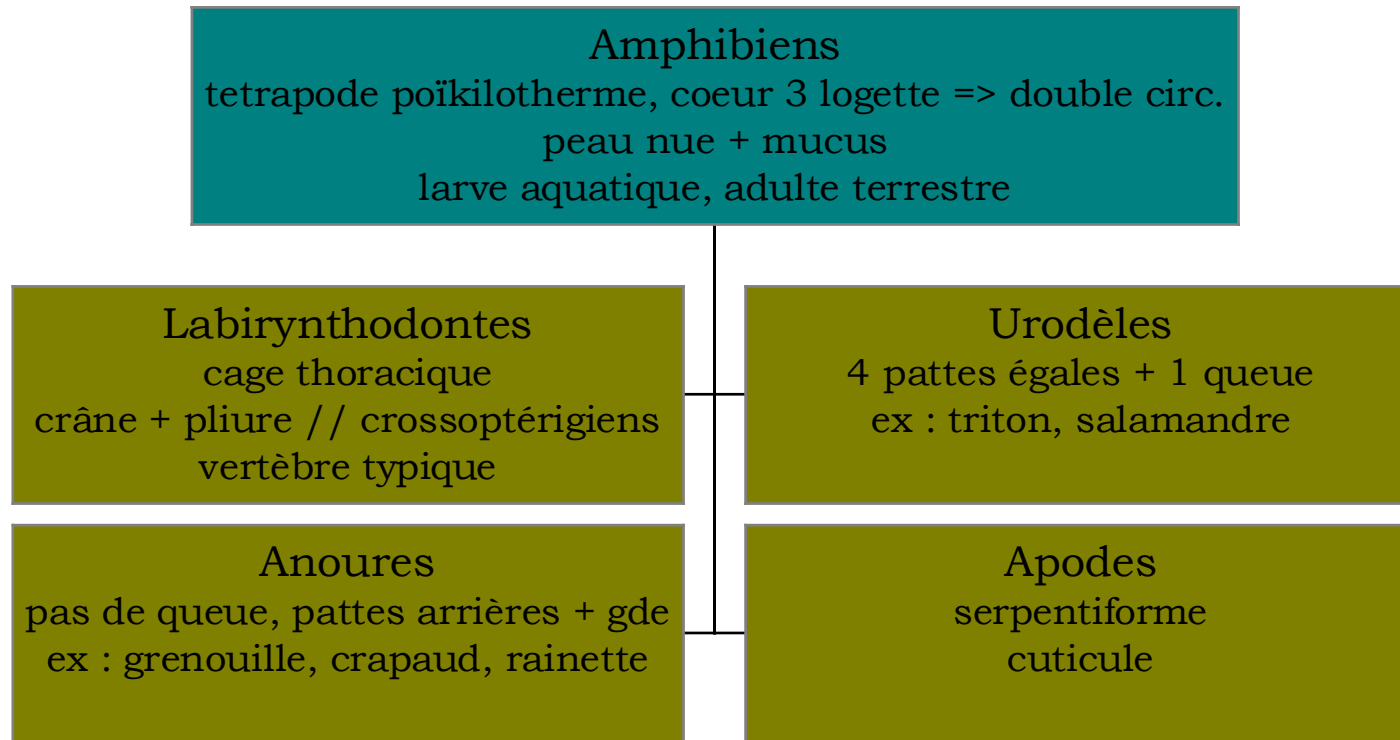 Amphibiens
tetrapode poïkilotherme, coeur 3 logette => double circ.
peau nue + mucus
larve aquatique, adulte terrestre
Labirynthodontes
cage thoracique
crâne + pliure // crossoptérigiens
vertèbre typique
Urodèles
4 pattes égales + 1 queue
ex : triton, salamandre
Anoures
pas de queue, pattes arrières + gde
ex : grenouille, crapaud, rainette
Apodes
serpentiforme
cuticule